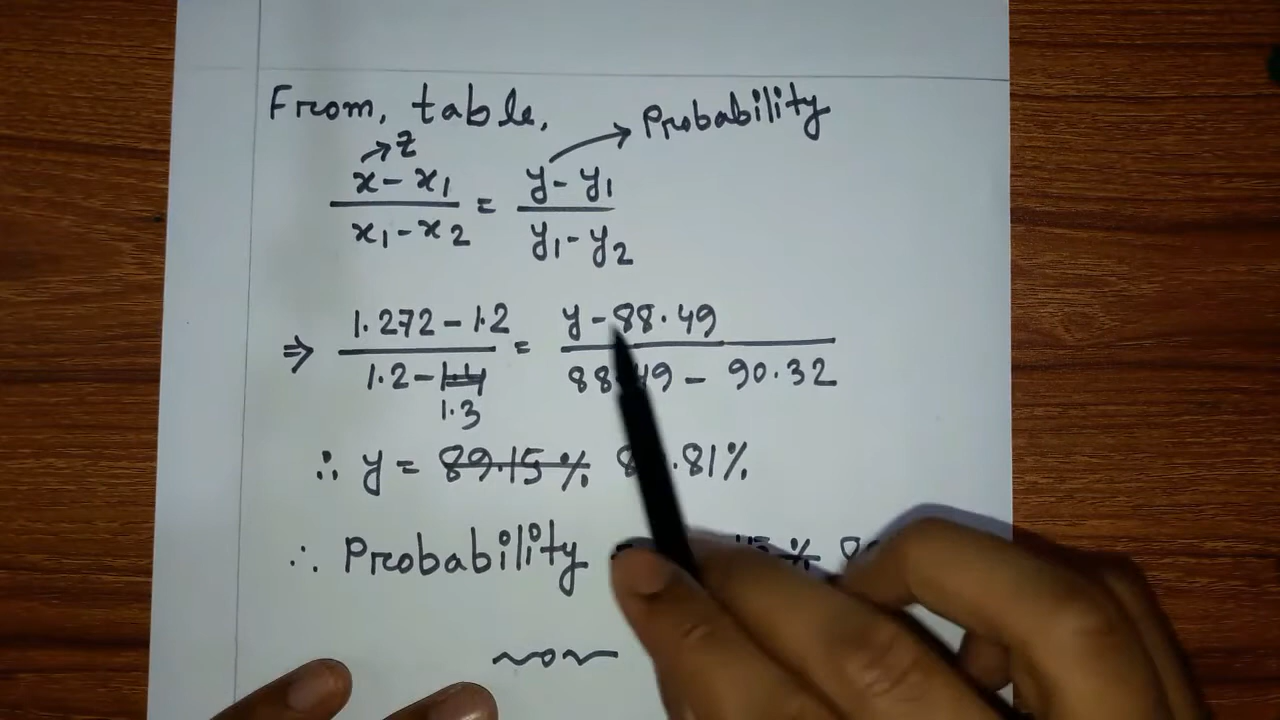 From, table,
→ z → Probability
x - x₁ / x₁ - x₂ = y - y₁ / y₁ - y₂
⇒ 1.272 - 1.2 / 1.2 - 1.3 = y - 88.49 / 88.49 - 90.32
∴ y = 89.15% .81%
∴ Probability